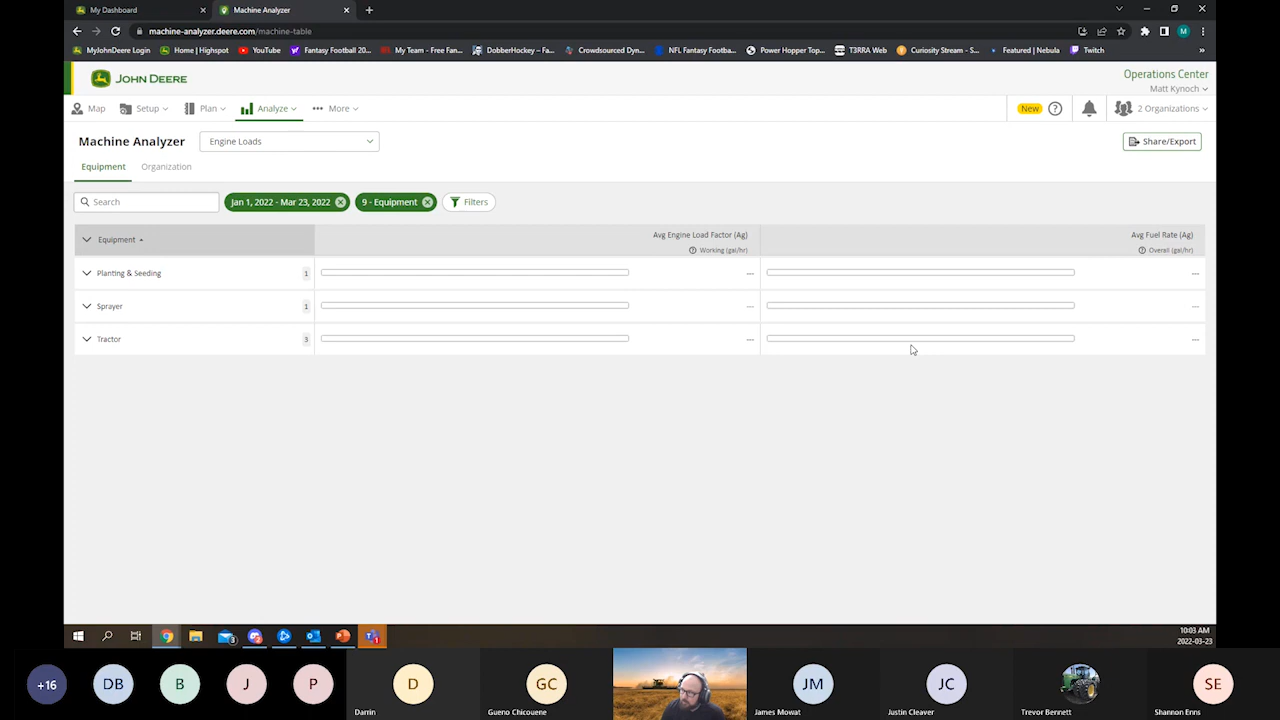 My Dashboard
Machine Analyzer
machine-analyzer.deere.com/machine-table
M
MyJohnDeere Login
Home | Highspot
YouTube
Fantasy Football 20...
My Team - Free Fan...
DobberHockey – Fa...
Crowdsourced Dyn...
NFL Fantasy Footba...
Power Hopper Top...
T3RRA Web
Curiosity Stream - S...
Featured | Nebula
Twitch
JOHN DEERE
Operations Center
Matt Kynoch
Map
Setup
Plan
Analyze
More
New
2 Organizations
Machine Analyzer
Engine Loads
Share/Export
Equipment
Organization
Search
Jan 1, 2022 - Mar 23, 2022
9 - Equipment
Filters
Equipment
Avg Engine Load Factor (Ag)
Working (gal/hr)
Avg Fuel Rate (Ag)
Overall (gal/hr)
Planting & Seeding
1
---
---
Sprayer
1
---
---
Tractor
3
---
---
10:03 AM
2022-03-23
+16
DB
B
J
P
D
Darrin
GC
Gueno Chicouene
JM
James Mowat
JC
Justin Cleaver
Trevor Bennett
SE
Shannon Enns